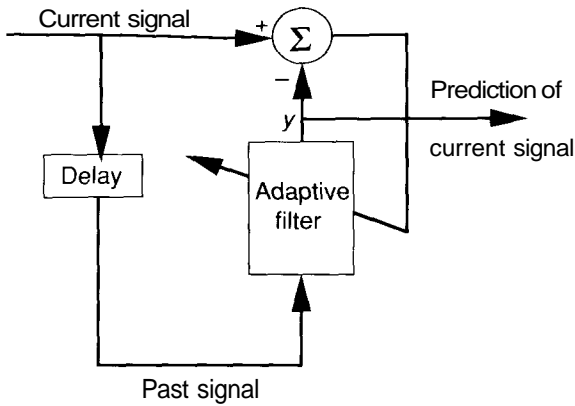 Current signal
+
Σ
−
Prediction of
y
current signal
Delay
Adaptive
filter
Past signal